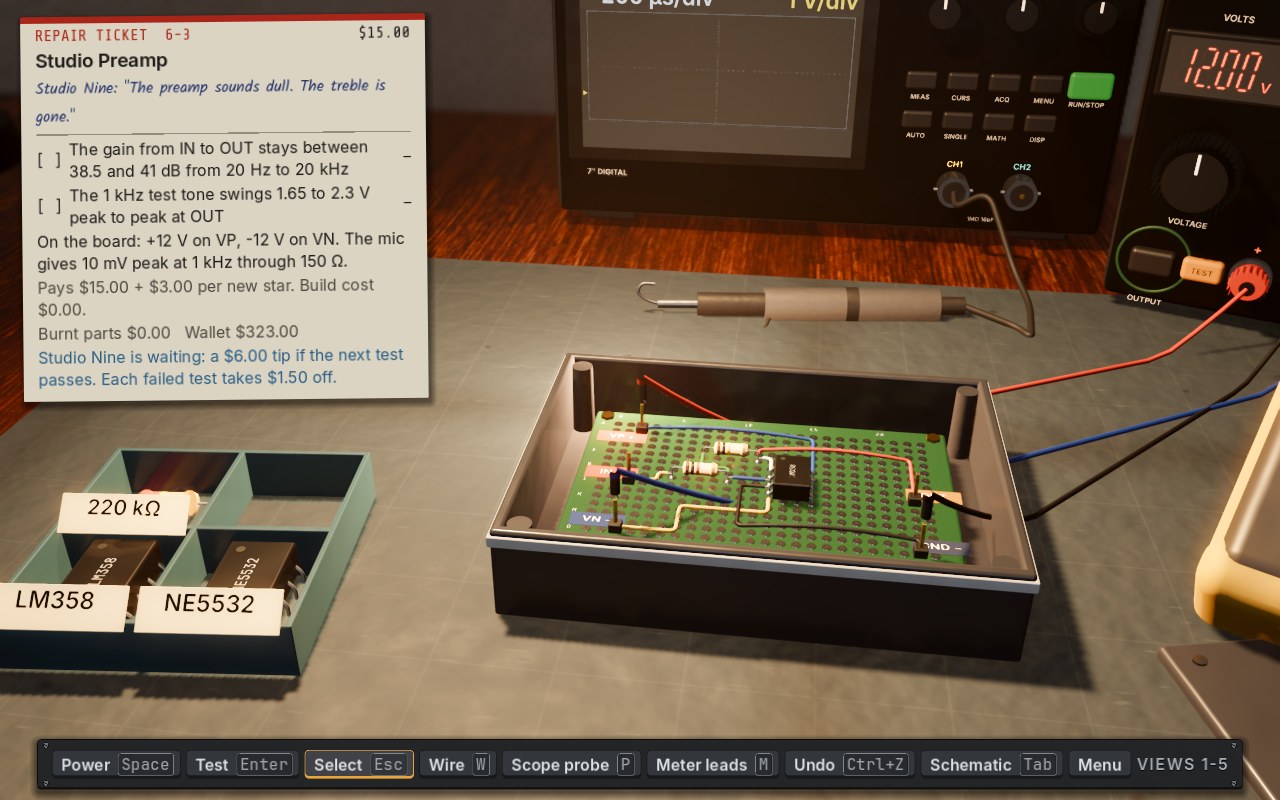 200 µs/div
1 V/div
VOLTS
12.00 V
REPAIR TICKET 6-3
$15.00
Studio Preamp
Studio Nine: "The preamp sounds dull. The treble is
gone."
[ ] The gain from IN to OUT stays between –
38.5 and 41 dB from 20 Hz to 20 kHz
[ ] The 1 kHz test tone swings 1.65 to 2.3 V –
peak to peak at OUT
On the board: +12 V on VP, -12 V on VN. The mic
gives 10 mV peak at 1 kHz through 150 Ω.
Pays $15.00 + $3.00 per new star. Build cost
$0.00.
Burnt parts $0.00 Wallet $323.00
Studio Nine is waiting: a $6.00 tip if the next test
passes. Each failed test takes $1.50 off.
MEAS CURS ACQ MENU RUN/STOP
AUTO SINGLE MATH DISP
7" DIGITAL
CH1 CH2
VOLTAGE
+
TEST
OUTPUT
VP
VN –
GND –
220 kΩ
LM358
NE5532
LM358
NE5532
Power Space
Test Enter
Select Esc
Wire W
Scope probe P
Meter leads M
Undo Ctrl+Z
Schematic Tab
Menu
VIEWS 1-5